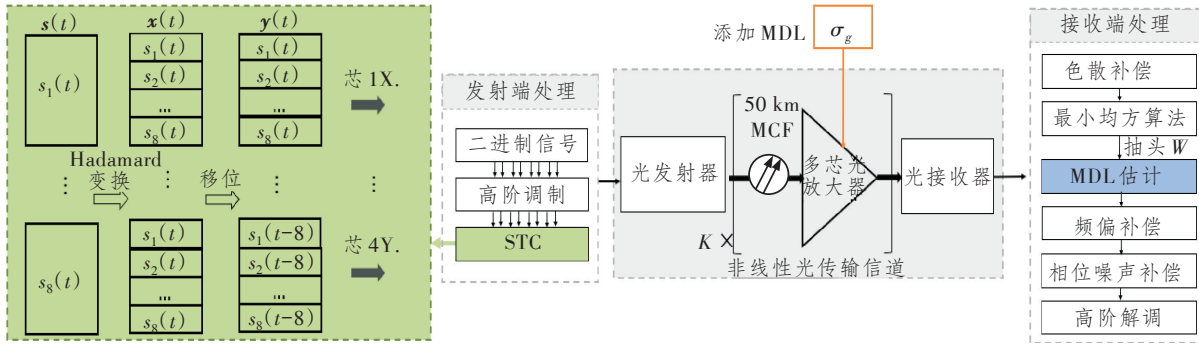 s(t)
x(t)
y(t)
s1(t)
s1(t)
s2(t)
...
s8(t)
s1(t)
s2(t)
...
s8(t)
芯 1X.
Hadamard
变换
移位
⋮
⋮
⋮
⋮
s8(t)
s1(t)
s2(t)
...
s8(t)
s1(t−8)
s2(t−8)
...
s8(t−8)
芯 4Y.
发射端处理
二进制信号
高阶调制
STC
添加 MDL
σg
光发射器
50 km
MCF
多芯光
放大器
K ×
光接收器
非线性光传输信道
接收端处理
色散补偿
最小均方算法
抽头 W
MDL 估计
频偏补偿
相位噪声补偿
高阶解调